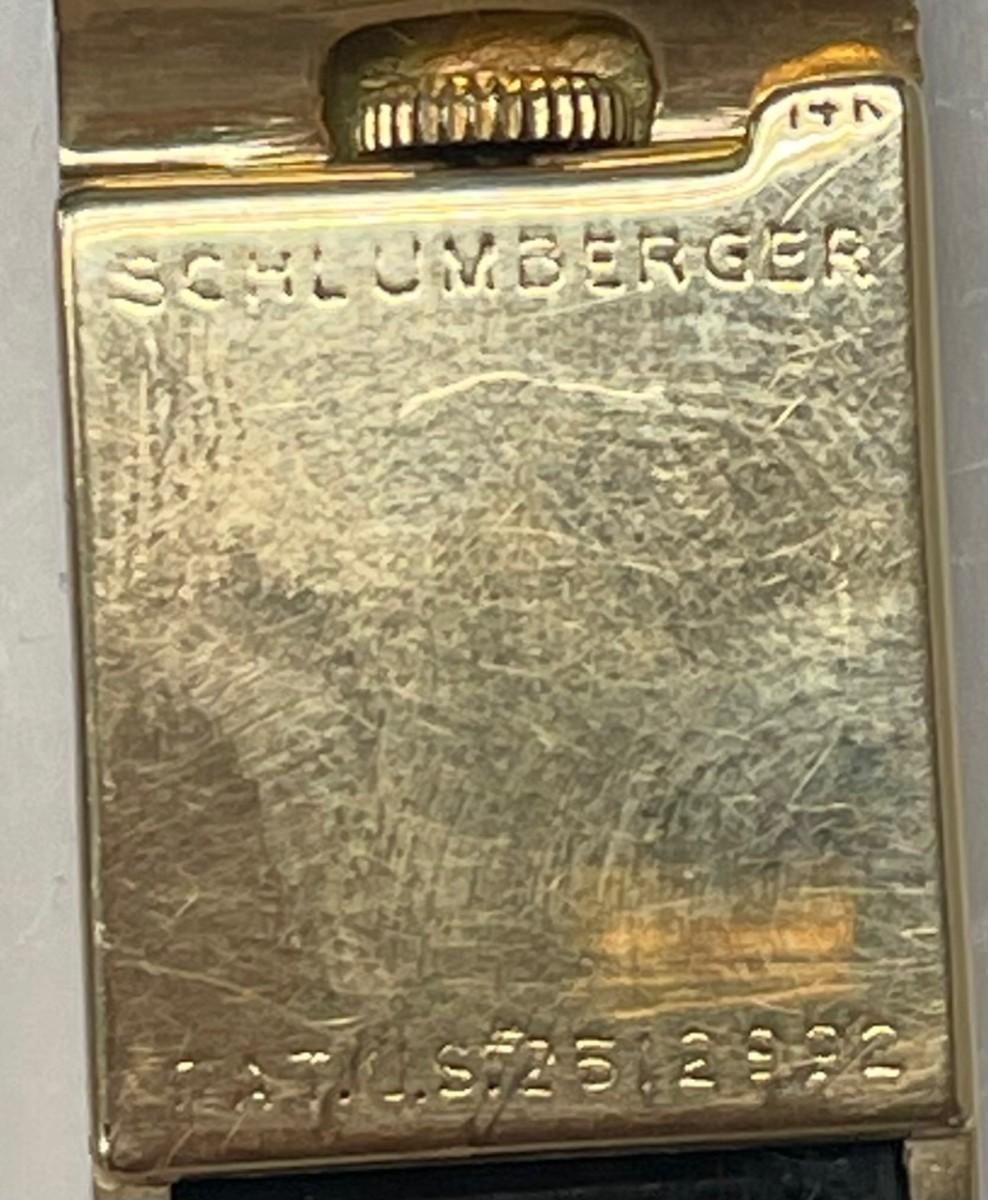 14K
SCHLUMBERGER
PAT. U.S. 2512992